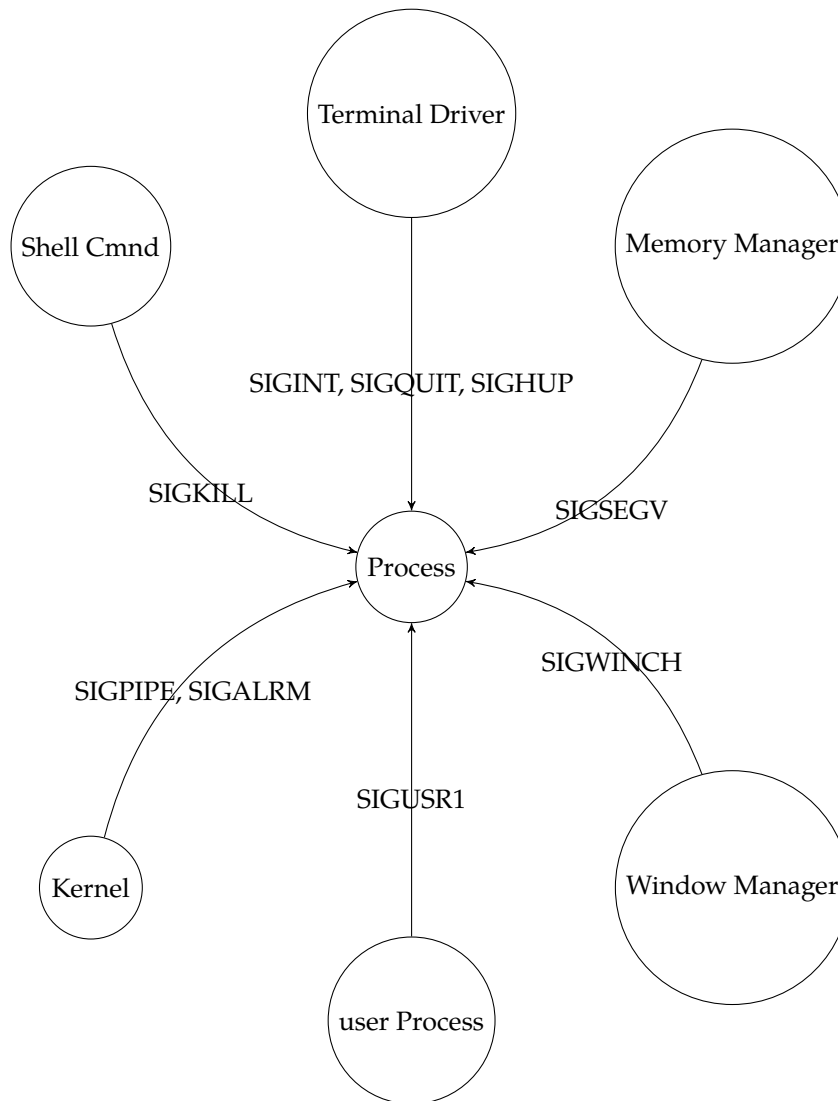 Terminal Driver
Shell Cmnd
Memory Manager
SIGINT, SIGQUIT, SIGHUP
SIGKILL
SIGSEGV
Process
SIGWINCH
SIGPIPE, SIGALRM
SIGUSR1
Kernel
Window Manager
user Process